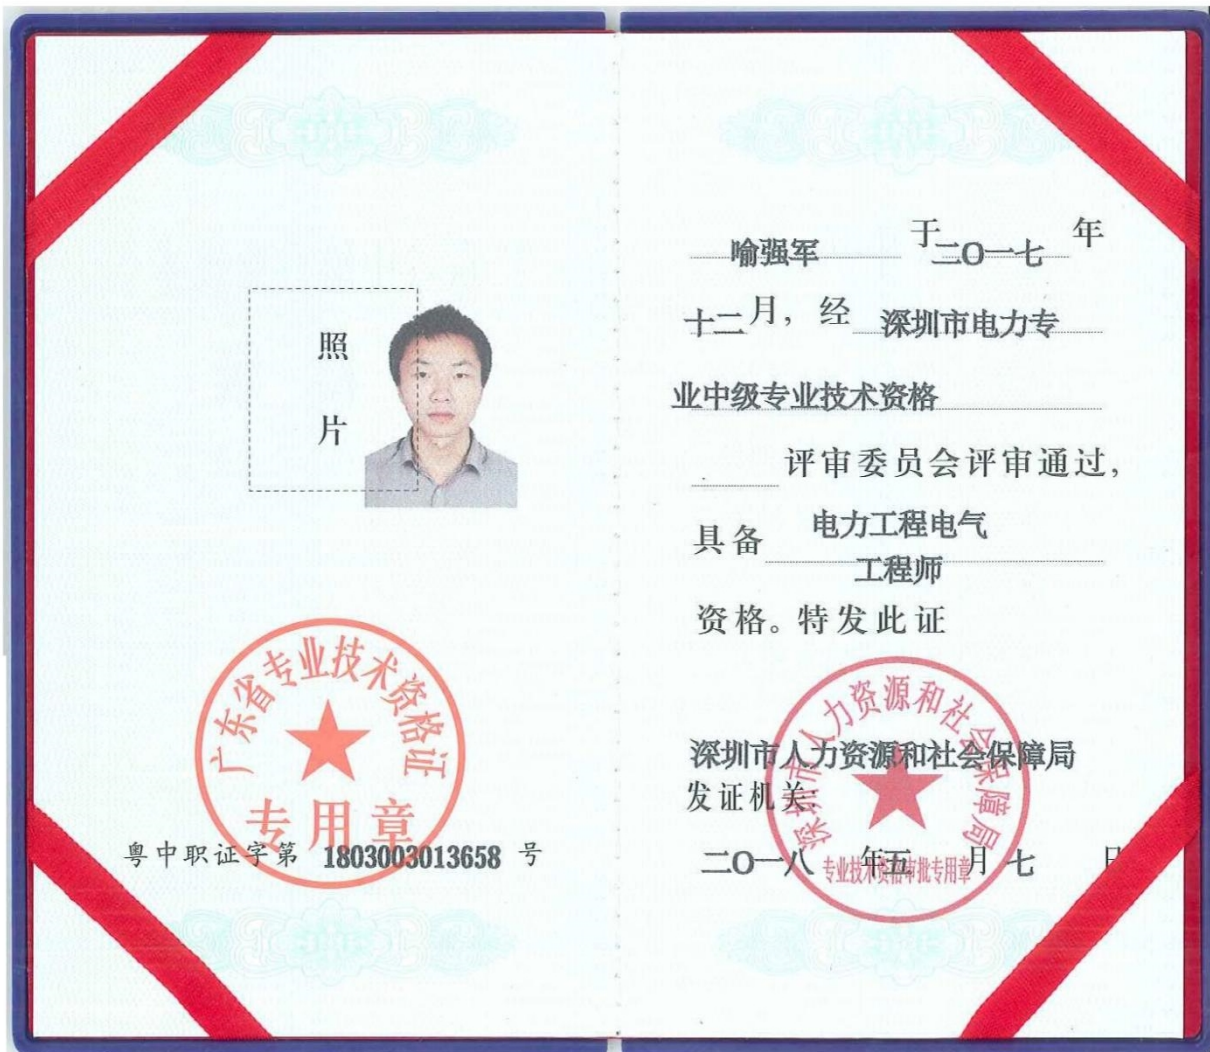 照
片
广东省专业技术资格证
专用章
粤中职证字第 1803003013658 号
喻强军 于二〇一七 年
十二月，经 深圳市电力专
业中级专业技术资格
评审委员会评审通过，
具备 电力工程电气
工程师
资格。特发此证
深圳市人力资源和社会保障局
深圳市人力资源和社会保障局
发证机关:
二〇一八 年五 月七 日
专业技术资格审批专用章